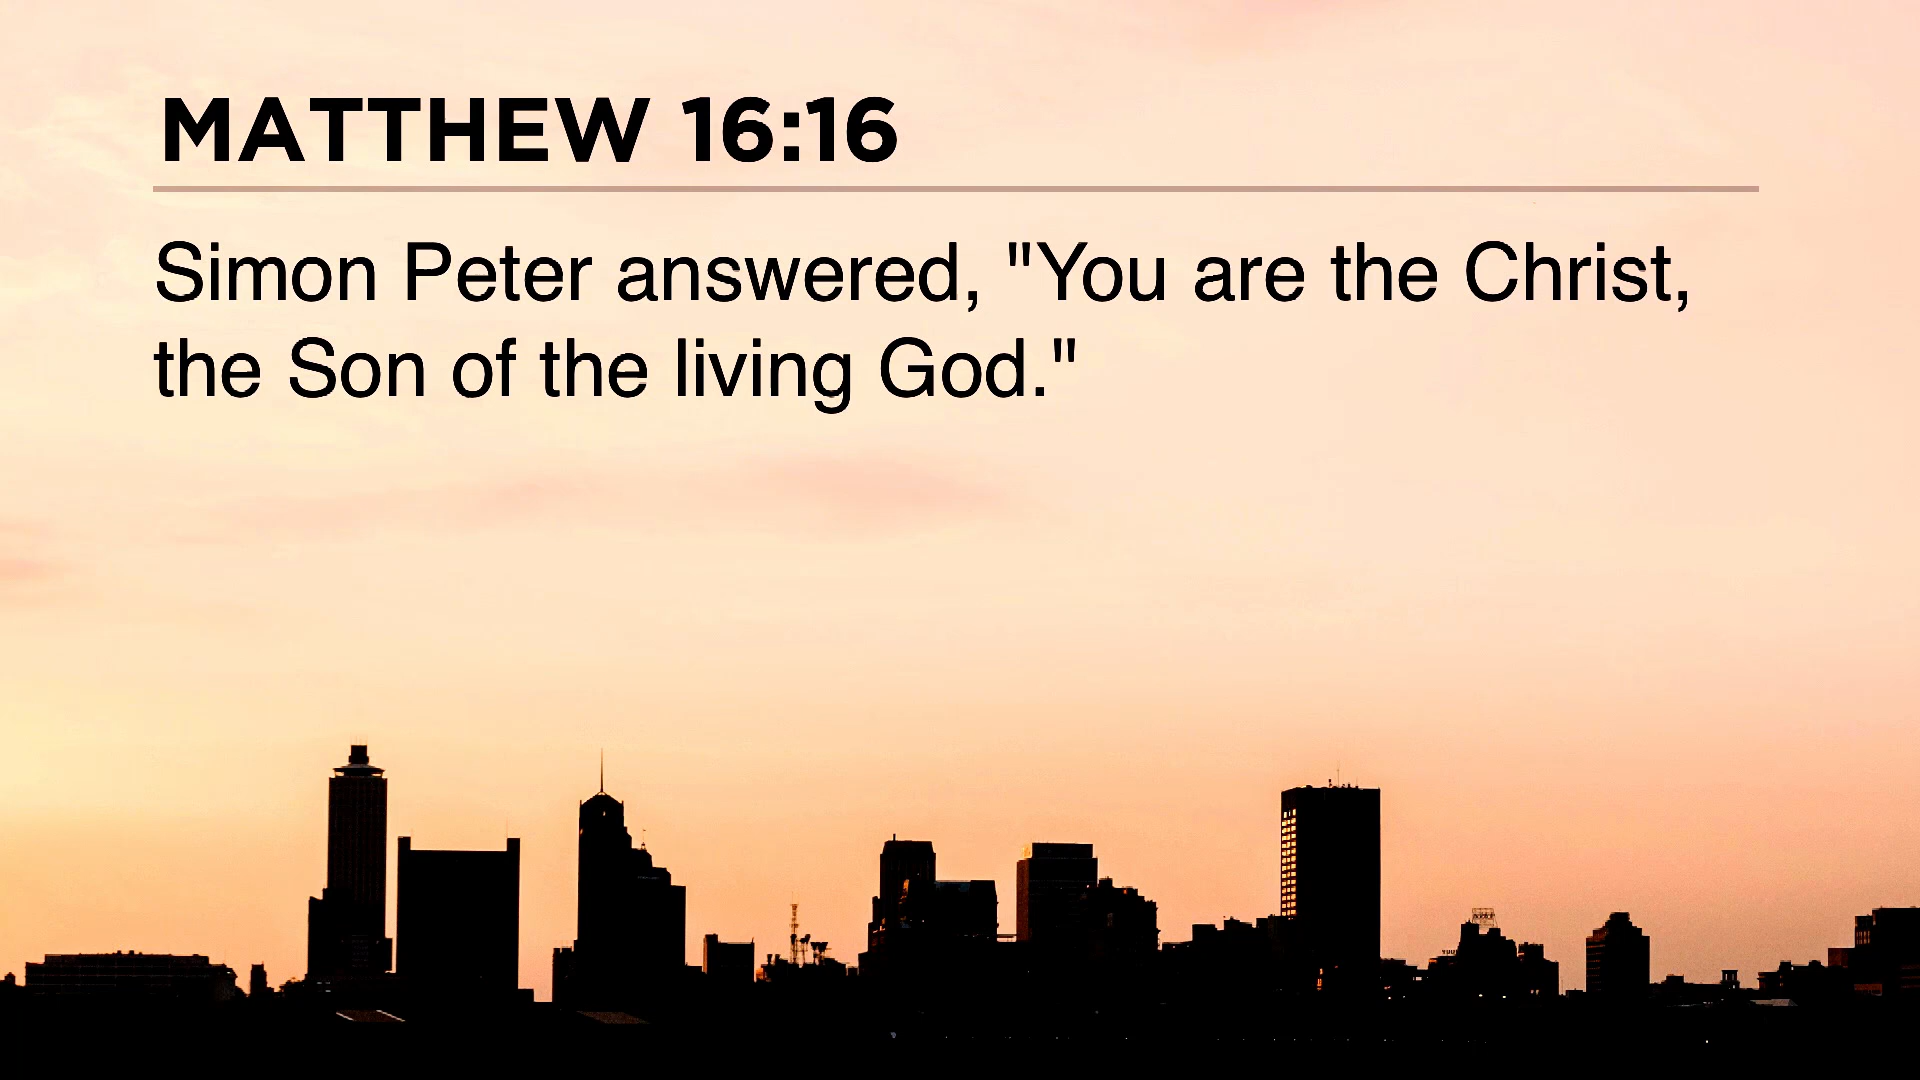 MATTHEW 16:16
Simon Peter answered, "You are the Christ,
the Son of the living God."